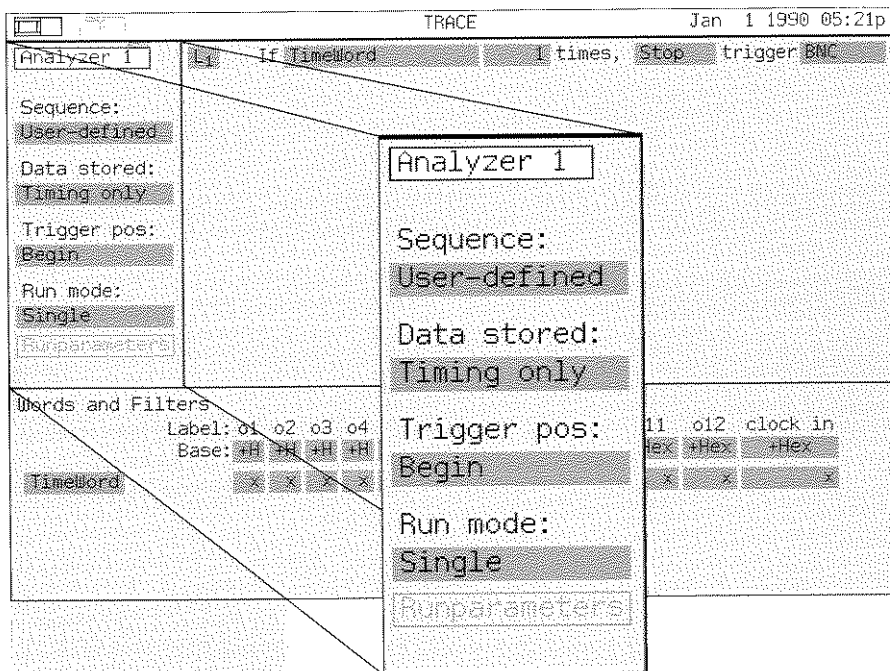 TRACE Jan 1 1990 05:21p
Analyzer 1
L1 If TimeWord 1 times, Stop trigger BNC
Sequence:
User-defined
Data stored:
Timing only
Trigger pos:
Begin
Run mode:
Single
Runparameters
Words and Filters
Label: o1 o2 o3 o4 11 o12 clock in
Base: +H +H +H +H Hex +Hex +Hex
TimeWord x x x x x x x
Analyzer 1
Sequence:
User-defined
Data stored:
Timing only
Trigger pos:
Begin
Run mode:
Single
Runparameters